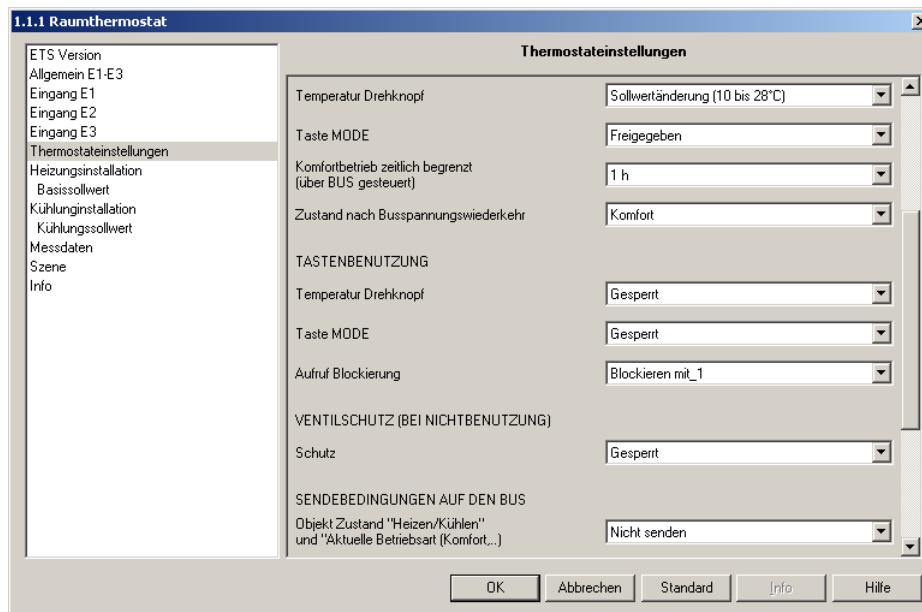 1.1.1 Raumthermostat
ETS Version
Allgemein E1-E3
Eingang E1
Eingang E2
Eingang E3
Thermostateinstellungen
Heizungsinstallation
Basissollwert
Kühlunginstallation
Kühlungssollwert
Messdaten
Szene
Info
Thermostateinstellungen
Temperatur Drehknopf
Sollwertänderung (10 bis 28°C)
Taste MODE
Freigegeben
Komfortbetrieb zeitlich begrenzt
(über BUS gesteuert)
1 h
Zustand nach Busspannungswiederkehr
Komfort
TASTENBENUTZUNG
Temperatur Drehknopf
Gesperrt
Taste MODE
Gesperrt
Aufruf Blockierung
Blockieren mit_1
VENTILSCHUTZ (BEI NICHTBENUTZUNG)
Schutz
Gesperrt
SENDEBEDINGUNGEN AUF DEN BUS
Objekt Zustand "Heizen/Kühlen"
und "Aktuelle Betriebsart (Komfort,..)
Nicht senden
OK
Abbrechen
Standard
Info
Hilfe